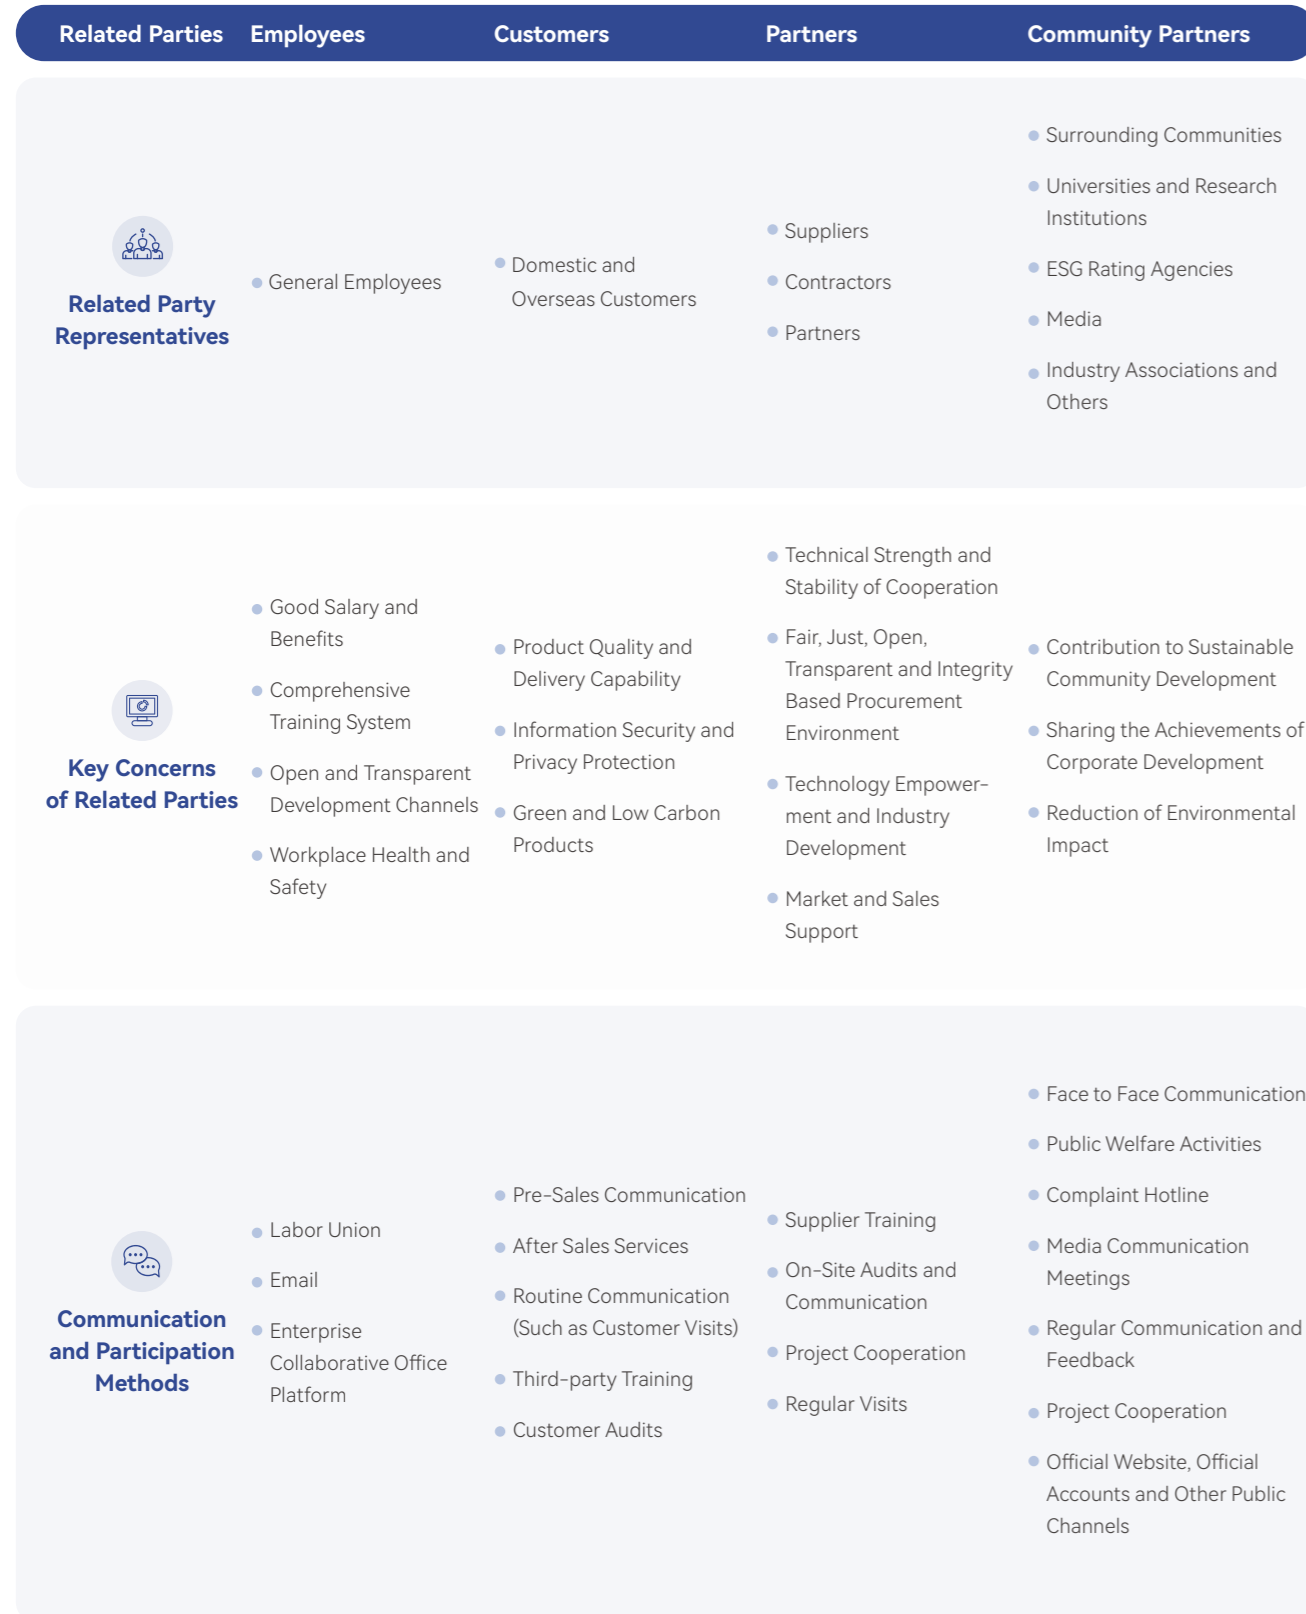 Related Parties Employees Customers Partners Community Partners
Related Party
Representatives
General Employees
Domestic and
Overseas Customers
Suppliers
Contractors
Partners
Surrounding Communities
Universities and Research
Institutions
ESG Rating Agencies
Media
Industry Associations and
Others
Key Concerns
of Related Parties
Good Salary and
Benefits
Comprehensive
Training System
Open and Transparent
Development Channels
Workplace Health and
Safety
Product Quality and
Delivery Capability
Information Security and
Privacy Protection
Green and Low Carbon
Products
Technical Strength and
Stability of Cooperation
Fair, Just, Open,
Transparent and Integrity
Based Procurement
Environment
Technology Empower-
ment and Industry
Development
Market and Sales
Support
Contribution to Sustainable
Community Development
Sharing the Achievements of
Corporate Development
Reduction of Environmental
Impact
Communication
and Participation
Methods
Labor Union
Email
Enterprise
Collaborative Office
Platform
Pre-Sales Communication
After Sales Services
Routine Communication
(Such as Customer Visits)
Third-party Training
Customer Audits
Supplier Training
On-Site Audits and
Communication
Project Cooperation
Regular Visits
Face to Face Communication
Public Welfare Activities
Complaint Hotline
Media Communication
Meetings
Regular Communication and
Feedback
Project Cooperation
Official Website, Official
Accounts and Other Public
Channels